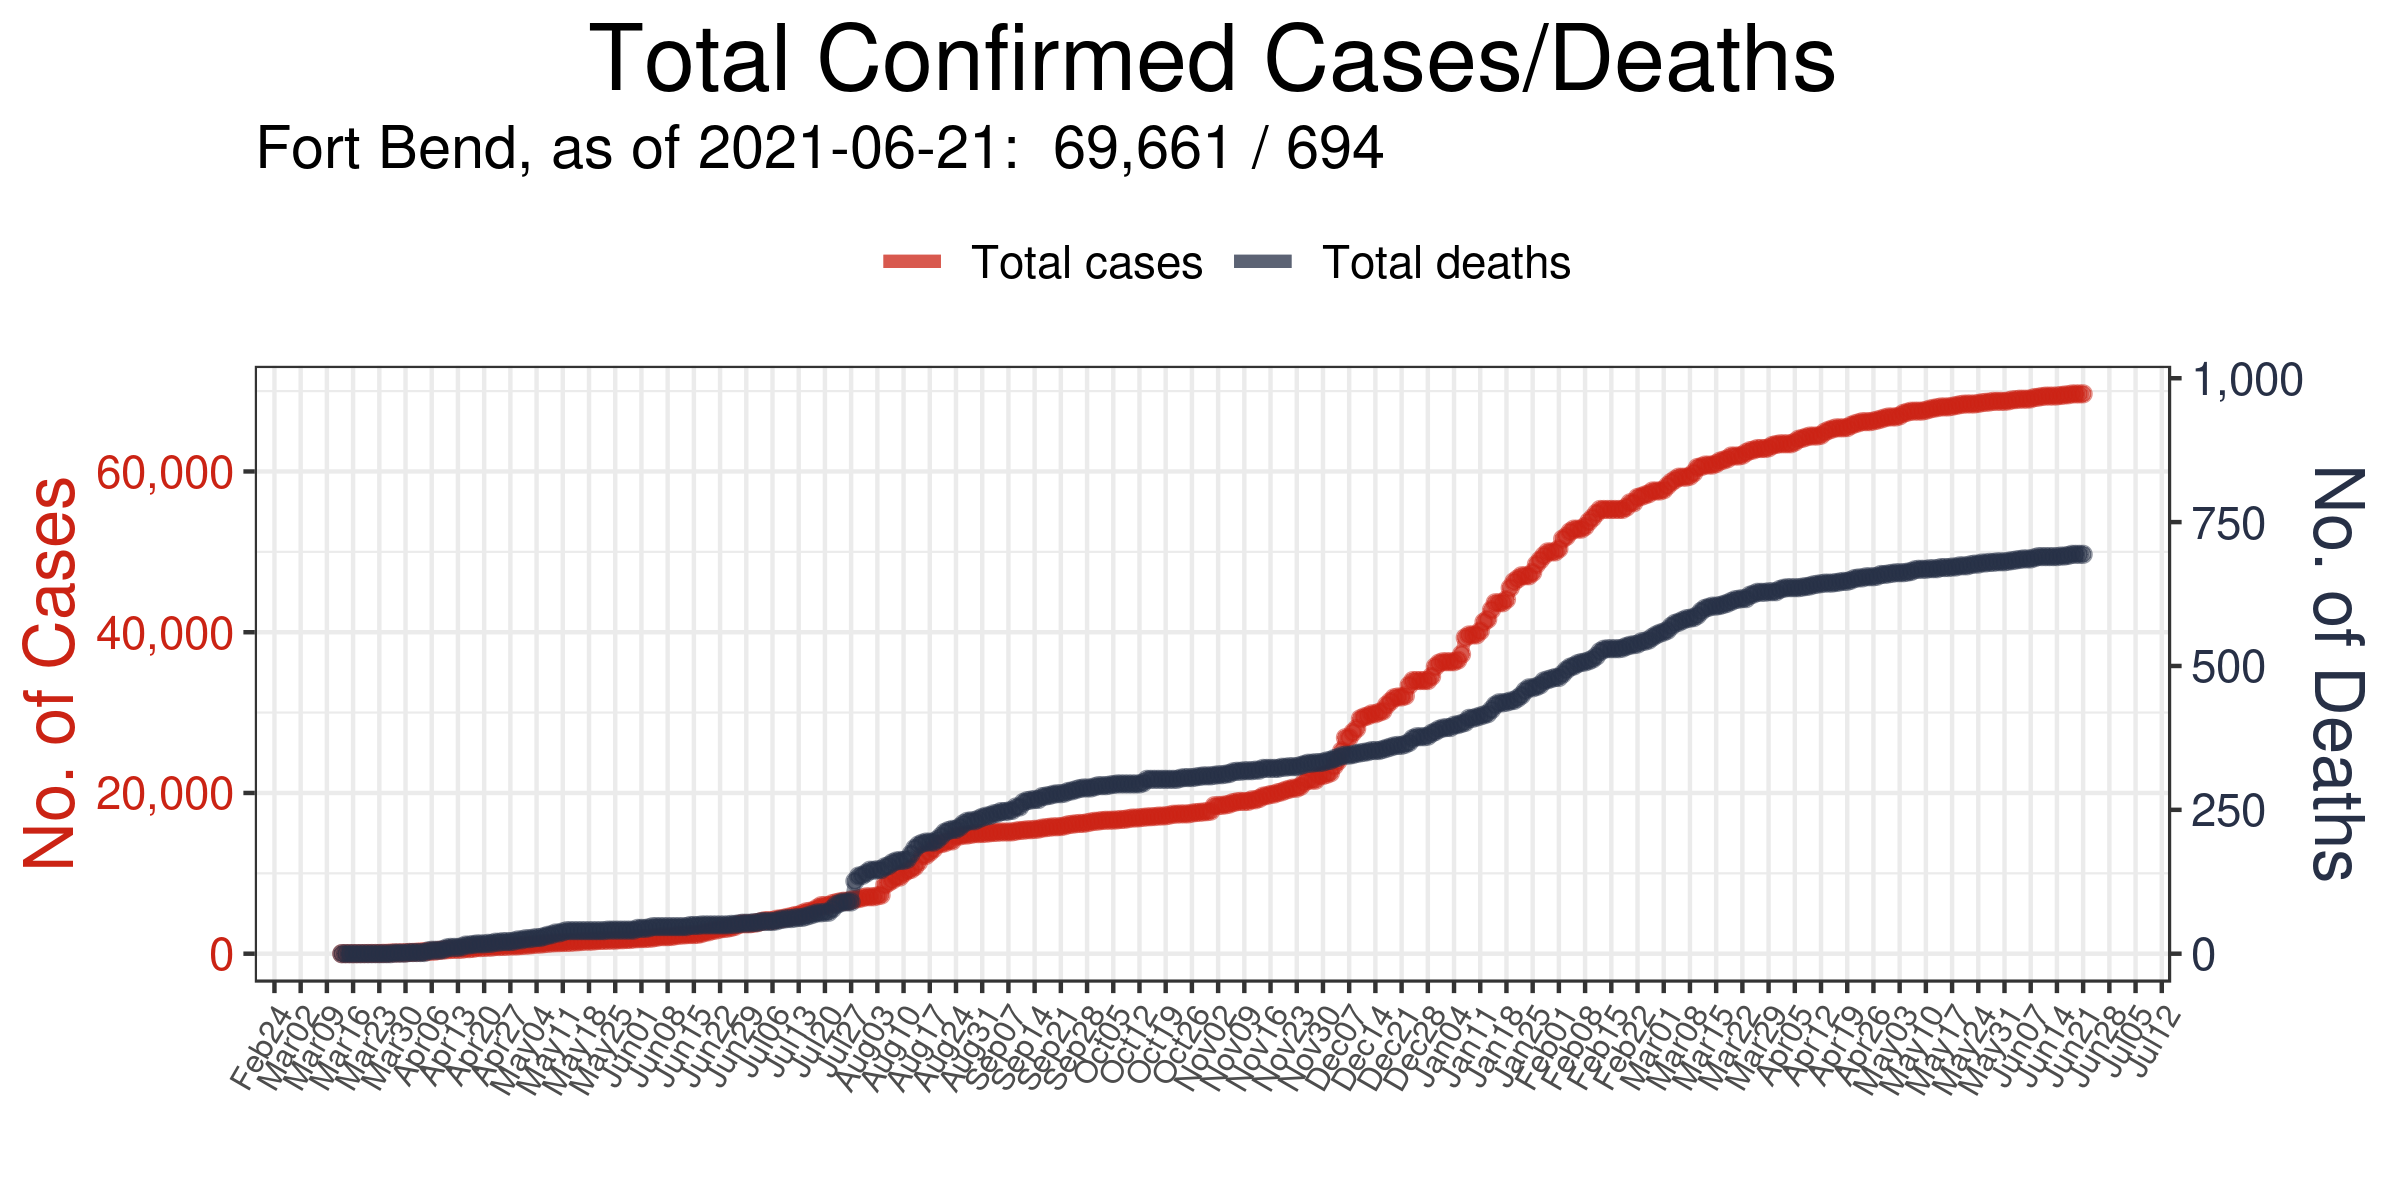 Total Confirmed Cases/Deaths
Fort Bend, as of 2021-06-21:  69,661 / 694
Total cases
Total deaths
No. of Cases
60,000
40,000
20,000
0
1,000
750
500
250
0
No. of Deaths
Feb24
Mar02
Mar09
Mar16
Mar23
Mar30
Apr06
Apr13
Apr20
Apr27
May04
May11
May18
May25
Jun01
Jun08
Jun15
Jun22
Jun29
Jul06
Jul13
Jul20
Jul27
Aug03
Aug10
Aug17
Aug24
Aug31
Sep07
Sep14
Sep21
Sep28
Oct05
Oct12
Oct19
Oct26
Nov02
Nov09
Nov16
Nov23
Nov30
Dec07
Dec14
Dec21
Dec28
Jan04
Jan11
Jan18
Jan25
Feb01
Feb08
Feb15
Feb22
Mar01
Mar08
Mar15
Mar22
Mar29
Apr05
Apr12
Apr19
Apr26
May03
May10
May17
May24
May31
Jun07
Jun14
Jun21
Jun28
Jul05
Jul12